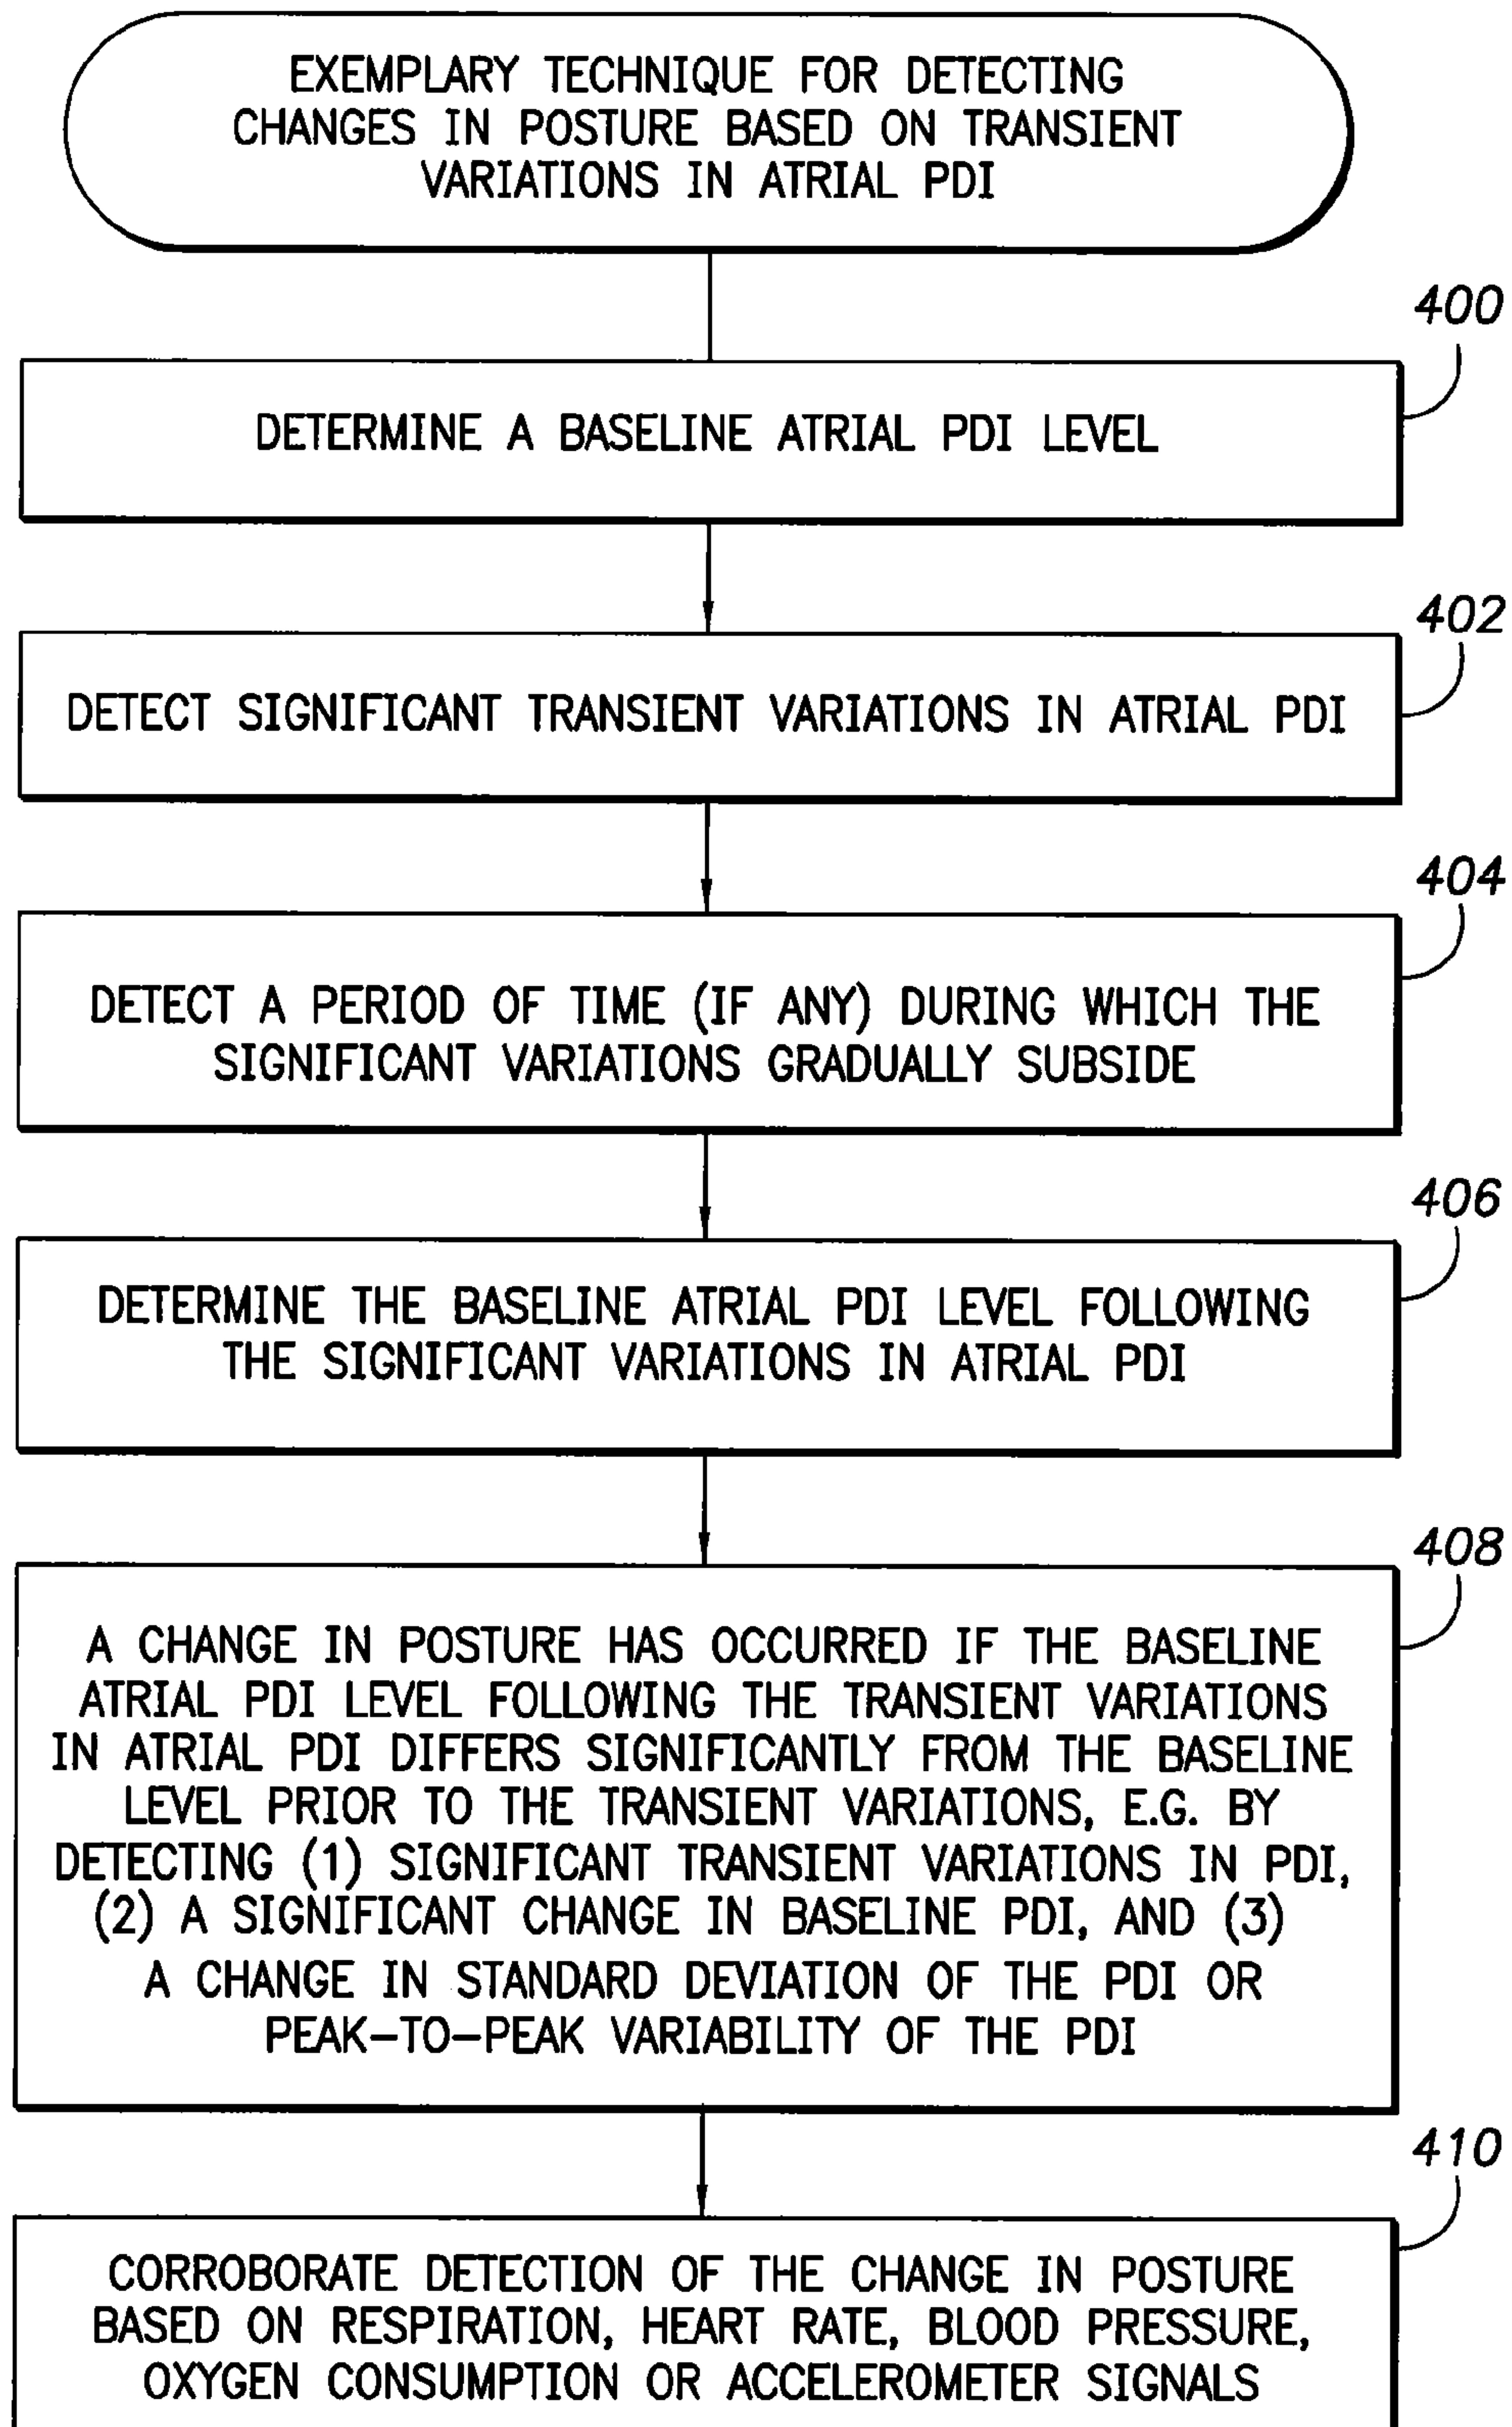 EXEMPLARY TECHNIQUE FOR DETECTING
CHANGES IN POSTURE BASED ON TRANSIENT
VARIATIONS IN ATRIAL PDI
400
DETERMINE A BASELINE ATRIAL PDI LEVEL
402
DETECT SIGNIFICANT TRANSIENT VARIATIONS IN ATRIAL PDI
404
DETECT A PERIOD OF TIME (IF ANY) DURING WHICH THE
SIGNIFICANT VARIATIONS GRADUALLY SUBSIDE
406
DETERMINE THE BASELINE ATRIAL PDI LEVEL FOLLOWING
THE SIGNIFICANT VARIATIONS IN ATRIAL PDI
408
A CHANGE IN POSTURE HAS OCCURRED IF THE BASELINE
ATRIAL PDI LEVEL FOLLOWING THE TRANSIENT VARIATIONS
IN ATRIAL PDI DIFFERS SIGNIFICANTLY FROM THE BASELINE
LEVEL PRIOR TO THE TRANSIENT VARIATIONS, E.G. BY
DETECTING (1) SIGNIFICANT TRANSIENT VARIATIONS IN PDI,
(2) A SIGNIFICANT CHANGE IN BASELINE PDI, AND (3)
A CHANGE IN STANDARD DEVIATION OF THE PDI OR
PEAK-TO-PEAK VARIABILITY OF THE PDI
410
CORROBORATE DETECTION OF THE CHANGE IN POSTURE
BASED ON RESPIRATION, HEART RATE, BLOOD PRESSURE,
OXYGEN CONSUMPTION OR ACCELEROMETER SIGNALS